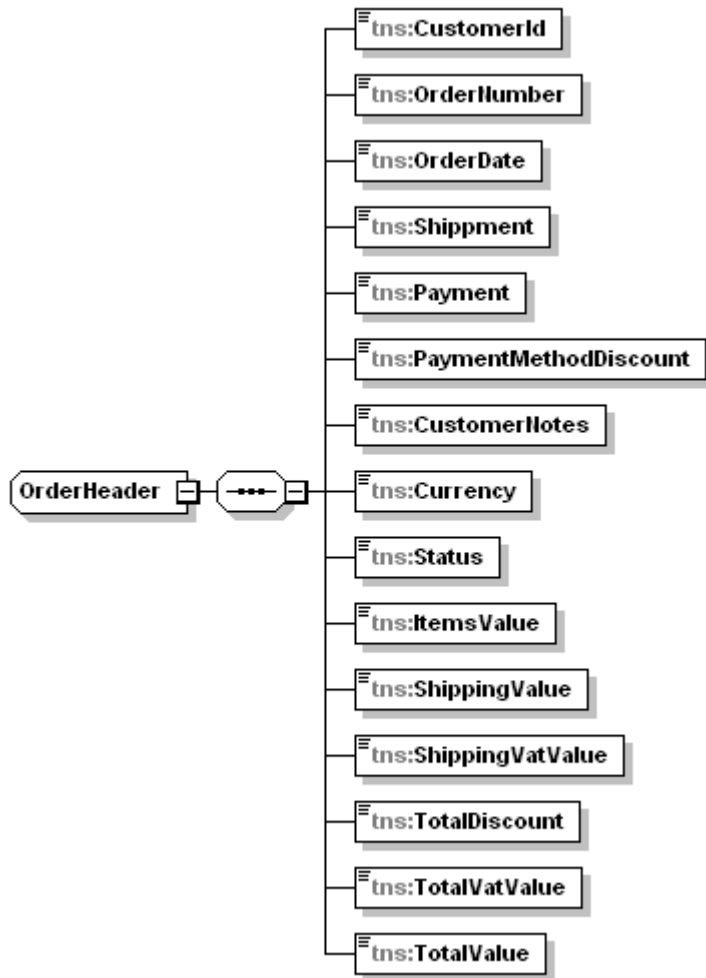 tns:CustomerId
tns:OrderNumber
tns:OrderDate
tns:Shippment
tns:Payment
tns:PaymentMethodDiscount
tns:CustomerNotes
OrderHeader
tns:Currency
tns:Status
tns:ItemsValue
tns:ShippingValue
tns:ShippingVatValue
tns:TotalDiscount
tns:TotalVatValue
tns:TotalValue